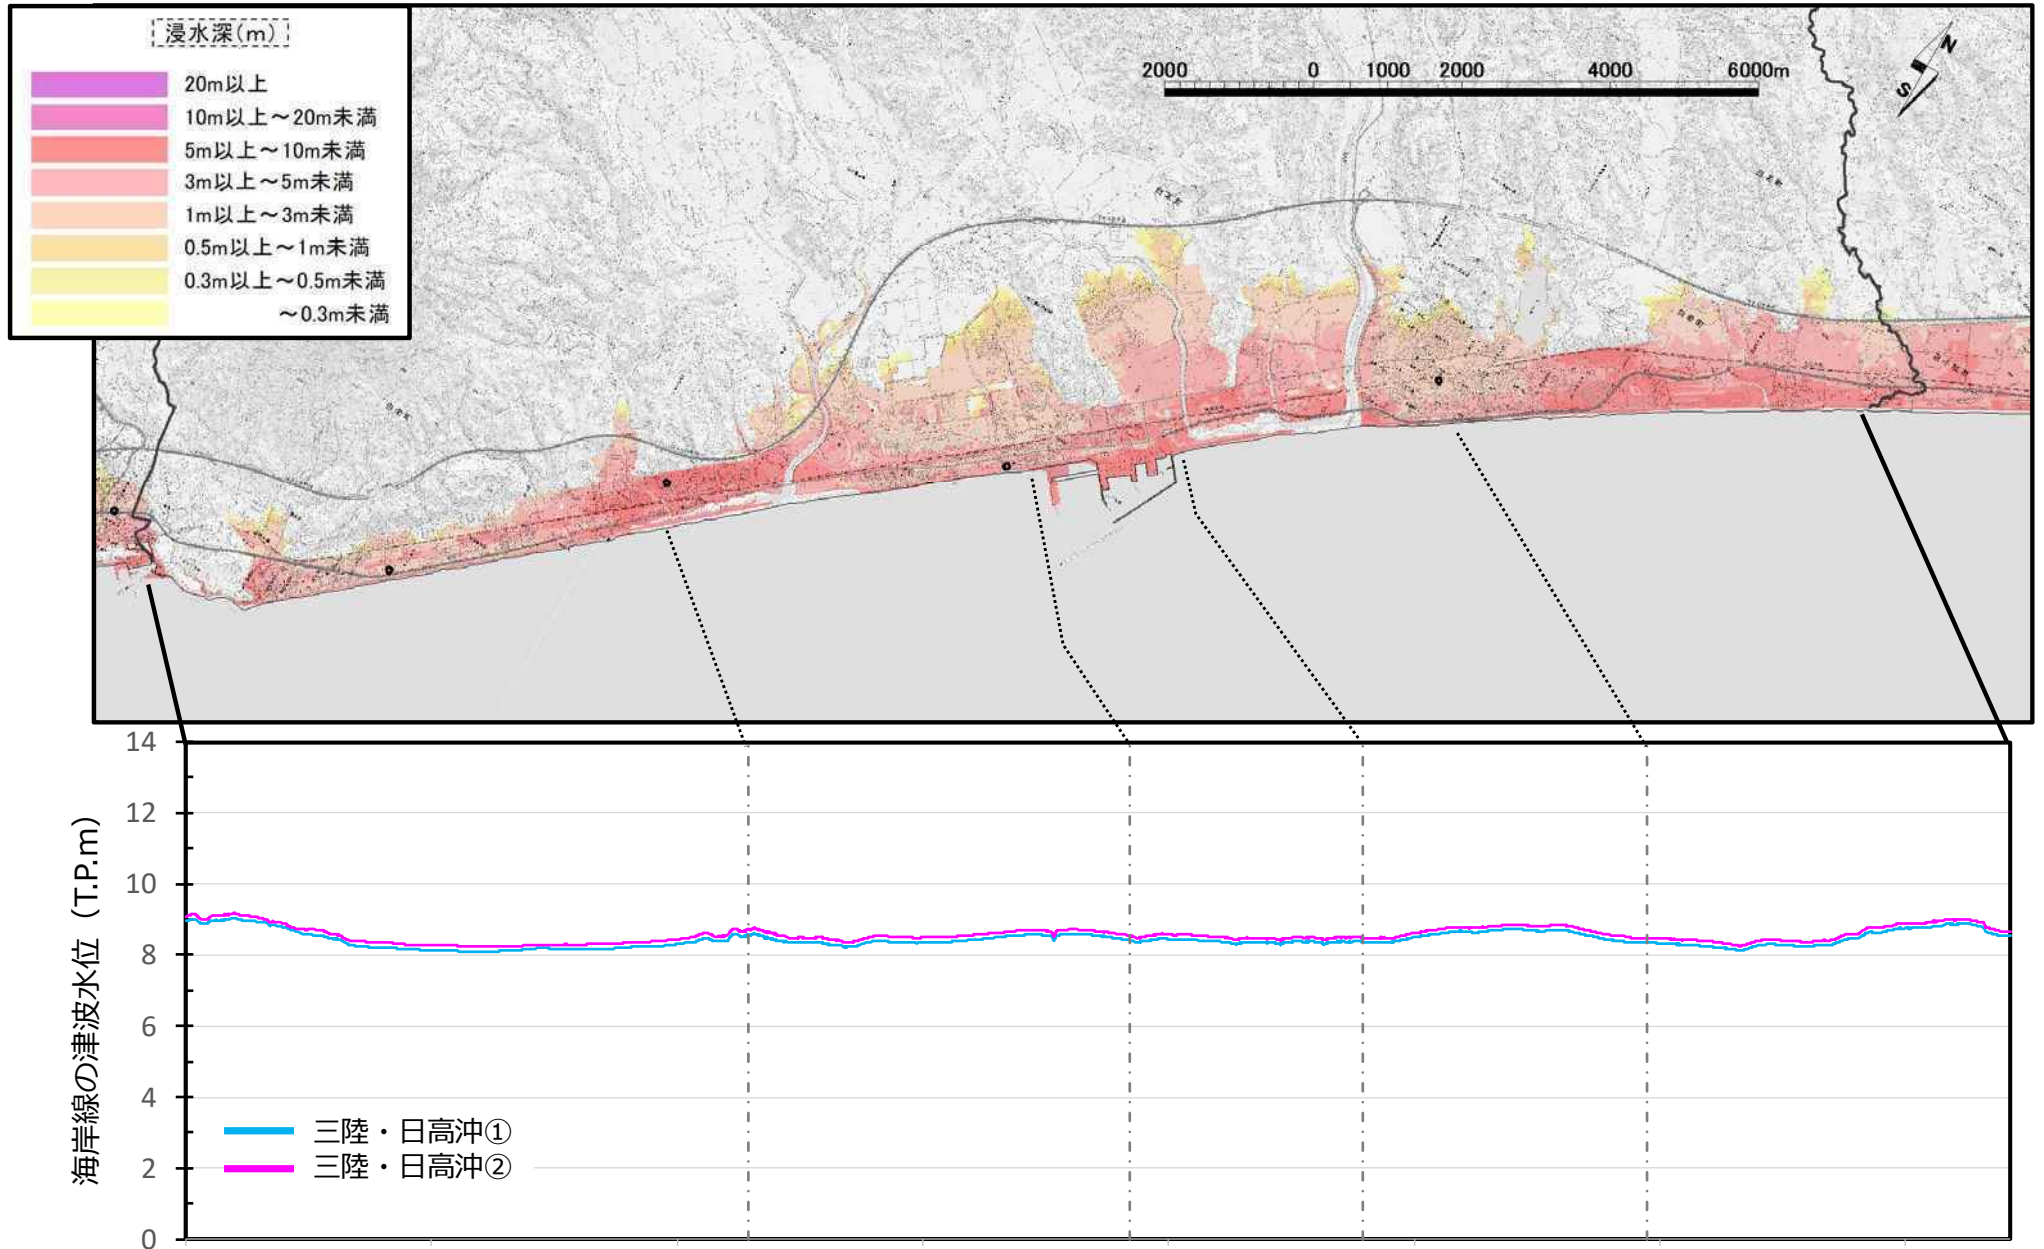 浸水深(m)
20m以上
10m以上～20m未満
5m以上～10m未満
3m以上～5m未満
1m以上～3m未満
0.5m以上～1m未満
0.3m以上～0.5m未満
～0.3m未満
2000 0 1000 2000 4000 6000m
N
S
海岸線の津波水位（T.P.m）
14
12
10
8
6
4
2
0
三陸・日高沖①
三陸・日高沖②